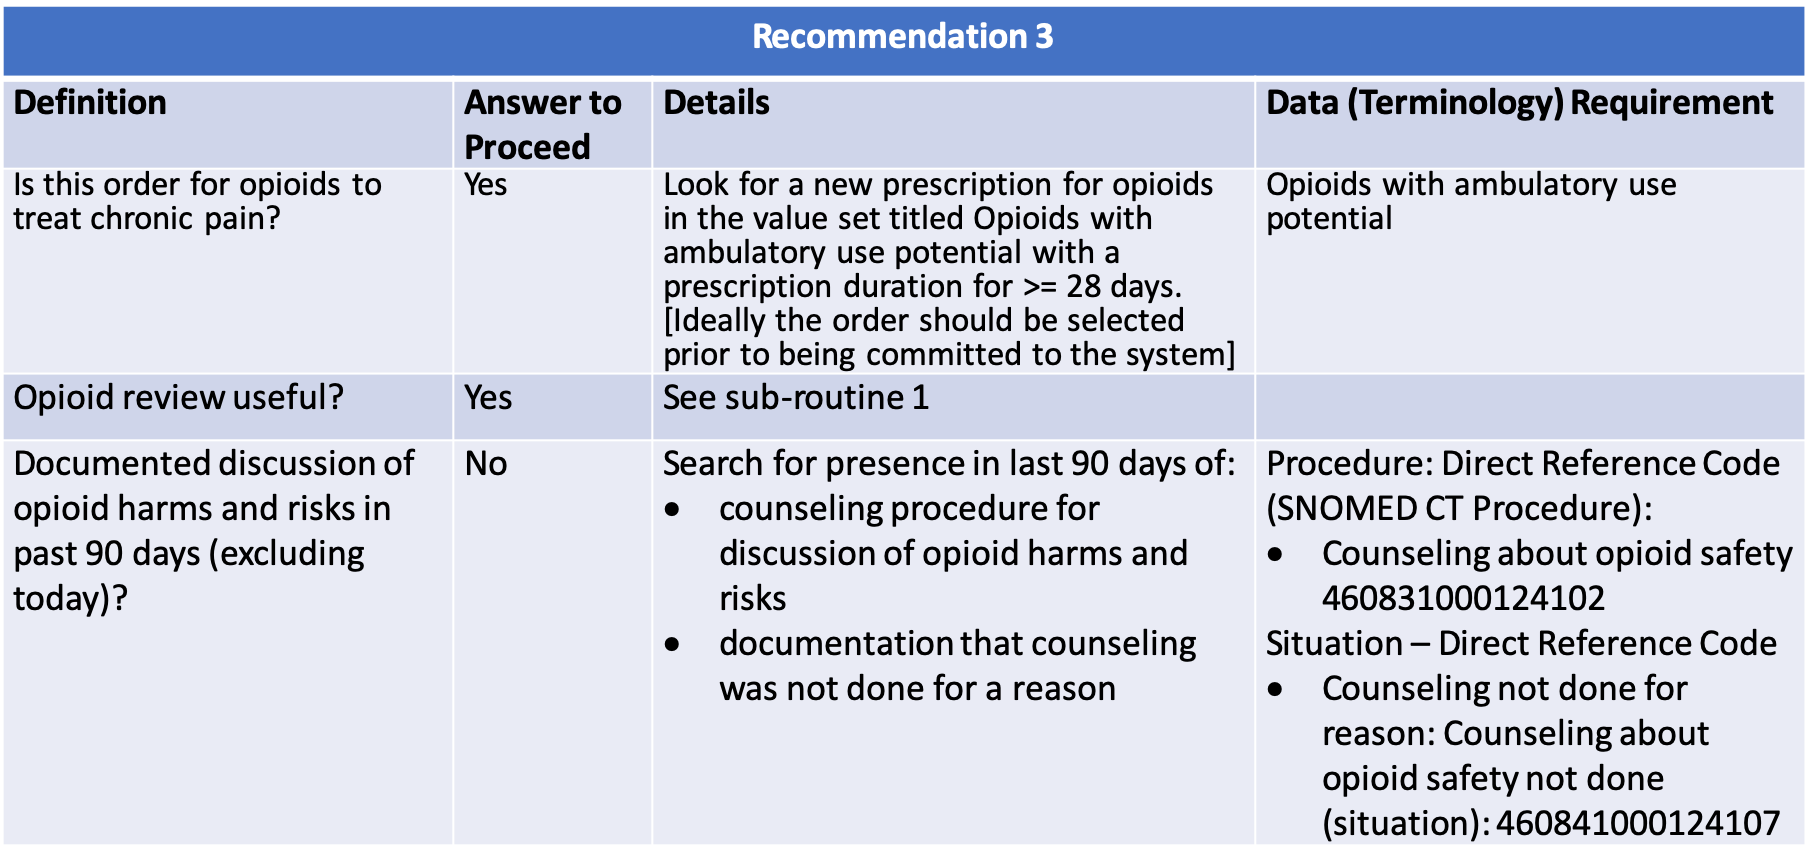 Recommendation 3
Definition
Answer to
Proceed
Details
Data (Terminology) Requirement
Is this order for opioids to
treat chronic pain?
Yes
Look for a new prescription for opioids
in the value set titled Opioids with
ambulatory use potential with a
prescription duration for >= 28 days.
[Ideally the order should be selected
prior to being committed to the system]
Opioids with ambulatory use
potential
Opioid review useful?
Yes
See sub-routine 1
Documented discussion of
opioid harms and risks in
past 90 days (excluding
today)?
No
Search for presence in last 90 days of:
• counseling procedure for
discussion of opioid harms and
risks
• documentation that counseling
was not done for a reason
Procedure: Direct Reference Code
(SNOMED CT Procedure):
• Counseling about opioid safety
460831000124102
Situation – Direct Reference Code
• Counseling not done for
reason: Counseling about
opioid safety not done
(situation): 460841000124107